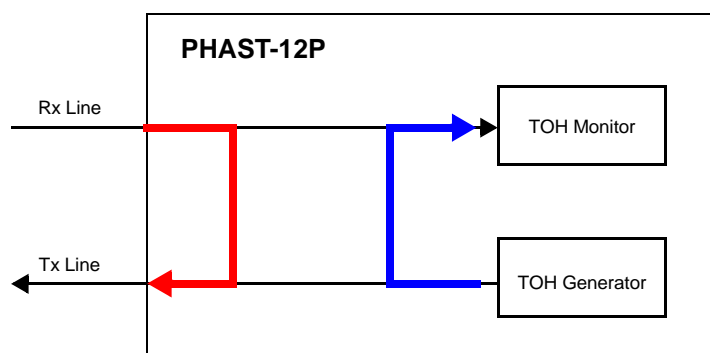 PHAST-12P
Rx Line
TOH Monitor
Tx Line
TOH Generator